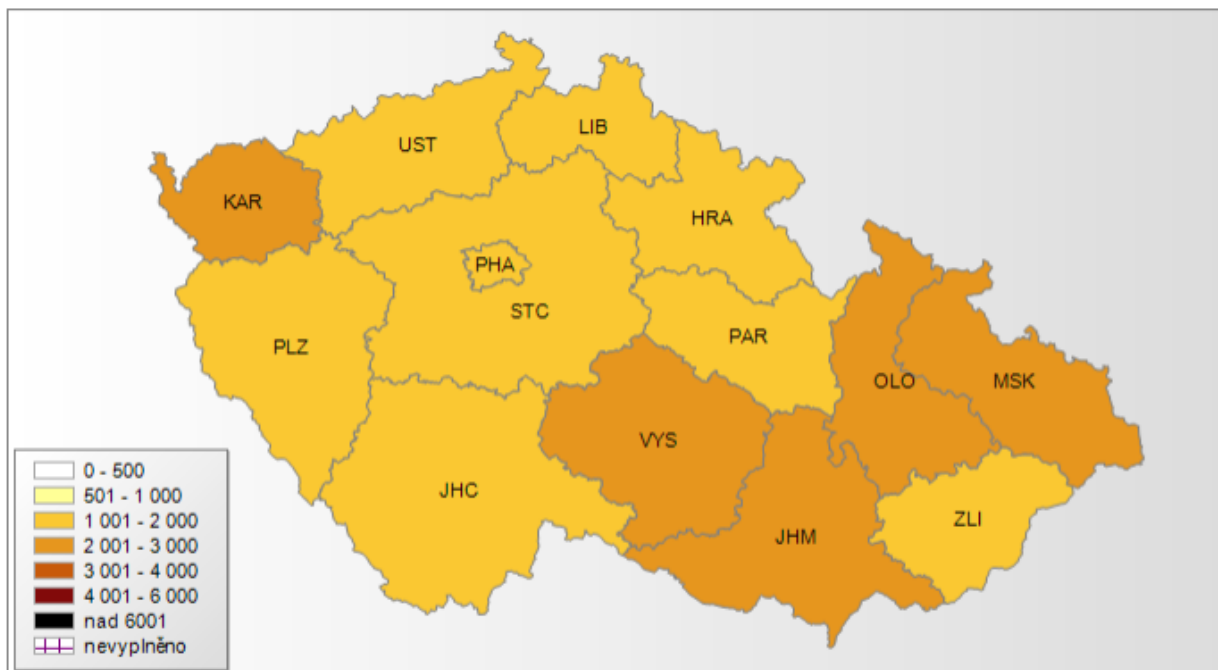 LIB
UST
KAR
HRA
PHA
STC
PAR
PLZ
OLO
MSK
VYS
JHC
ZLI
JHM
0 - 500
501 - 1 000
1 001 - 2 000
2 001 - 3 000
3 001 - 4 000
4 001 - 6 000
nad 6001
nevyplněno